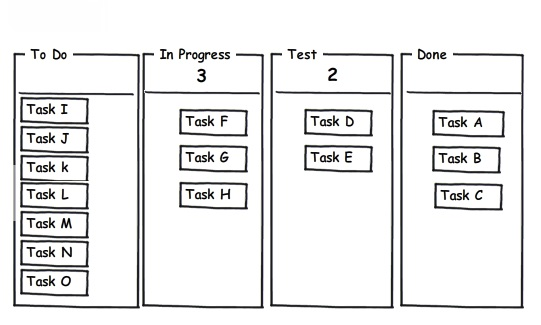 To Do
Task I
Task J
Task k
Task L
Task M
Task N
Task O
In Progress
3
Task F
Task G
Task H
Test
2
Task D
Task E
Done
Task A
Task B
Task C